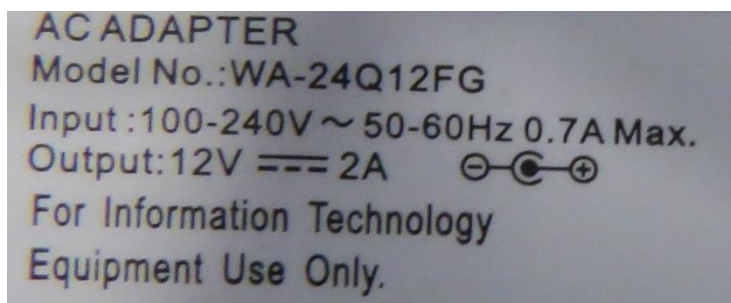 AC ADAPTER
Model No.:WA-24Q12FG
Input :100-240V ~ 50-60Hz 0.7A Max.
Output:12V ⎓ 2A
For Information Technology
Equipment Use Only.